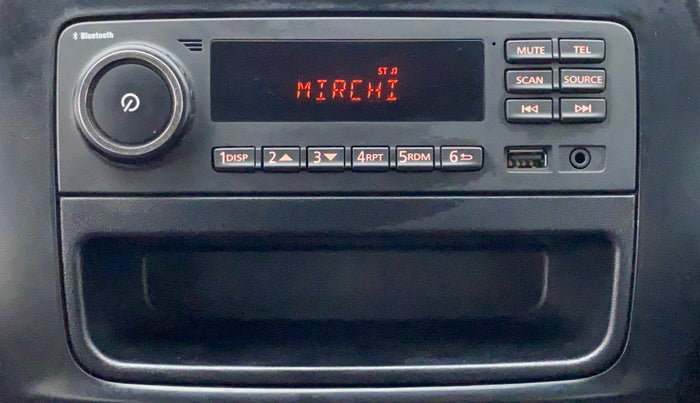 Bluetooth
ST
MIRCHI
MUTE TEL
SCAN SOURCE
1DISP 2 3 4RPT 5RDM 6